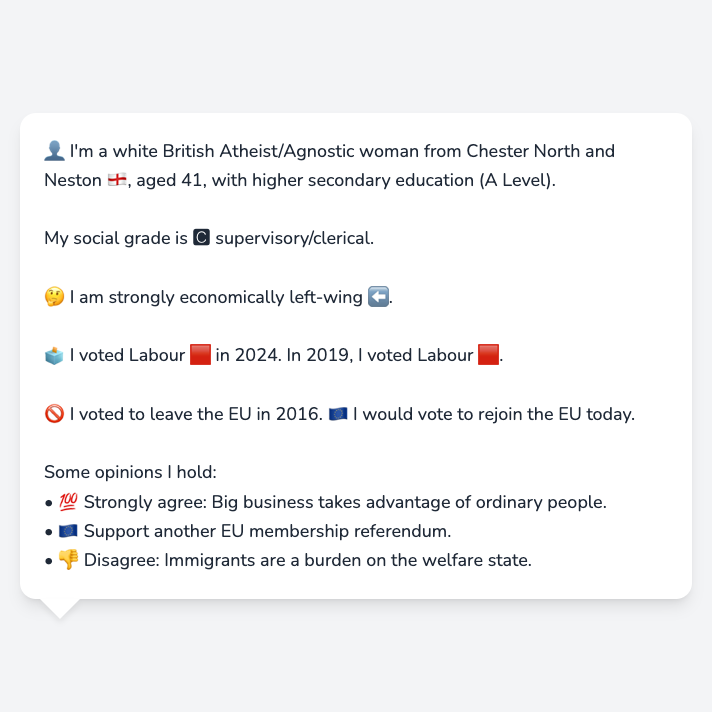 👤 I'm a white British Atheist/Agnostic woman from Chester North and
Neston 🏴󠁧󠁢󠁥󠁮󠁧󠁿, aged 41, with higher secondary education (A Level).
My social grade is 🅲 supervisory/clerical.
🤔 I am strongly economically left-wing ⬅️.
🗳️ I voted Labour 🟥 in 2024. In 2019, I voted Labour 🟥.
🚫 I voted to leave the EU in 2016. 🇪🇺 I would vote to rejoin the EU today.
Some opinions I hold:
• 💯 Strongly agree: Big business takes advantage of ordinary people.
• 🇪🇺 Support another EU membership referendum.
• 👎 Disagree: Immigrants are a burden on the welfare state.